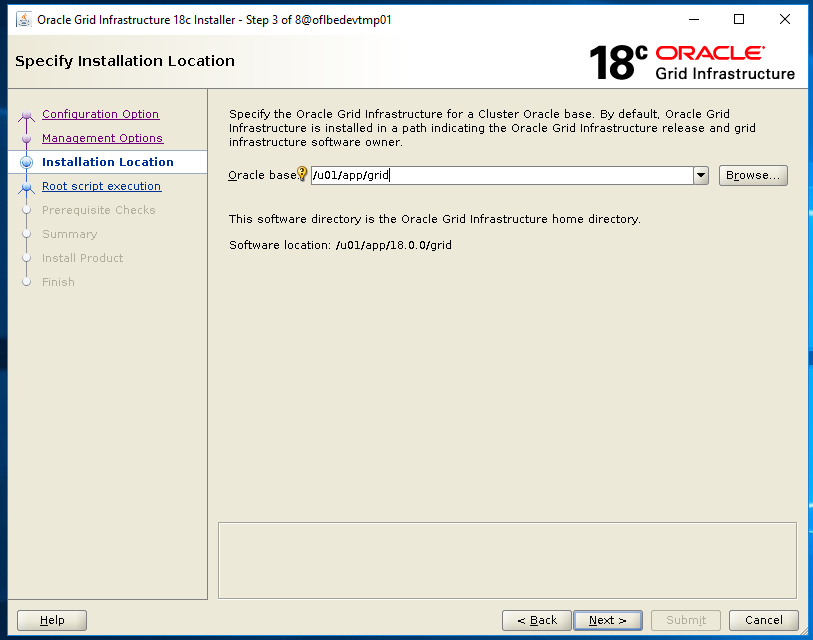 Oracle Grid Infrastructure 18c Installer - Step 3 of 8@oflbedevtmp01
Specify Installation Location
18c ORACLE
Grid Infrastructure
Configuration Option
Management Options
Installation Location
Root script execution
Prerequisite Checks
Summary
Install Product
Finish
Specify the Oracle Grid Infrastructure for a Cluster Oracle base. By default, Oracle Grid
Infrastructure is installed in a path indicating the Oracle Grid Infrastructure release and grid
infrastructure software owner.
Oracle base: /u01/app/grid Browse...
This software directory is the Oracle Grid Infrastructure home directory.
Software location: /u01/app/18.0.0/grid
Help < Back Next > Submit Cancel